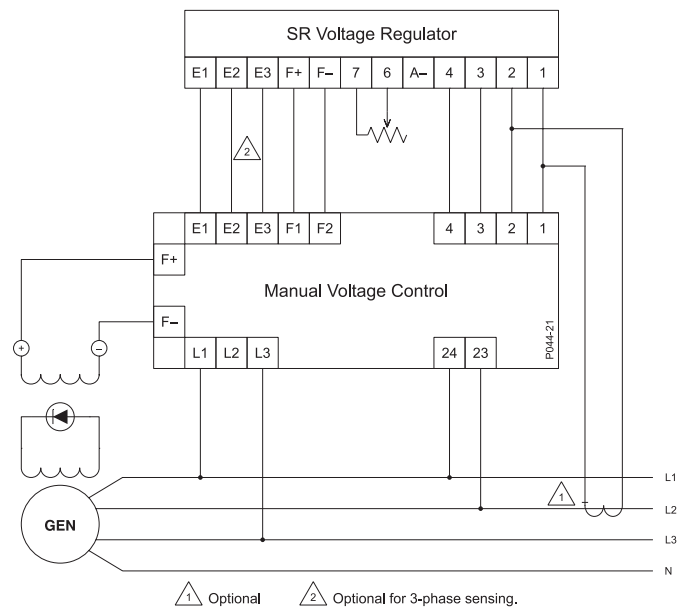 SR Voltage Regulator
E1 E2 E3 F+ F– 7 6 A– 4 3 2 1
2
E1 E2 E3 F1 F2 4 3 2 1
F+
Manual Voltage Control
F–
P044-21
+ –
L1 L2 L3 24 23
L1
1
L2
GEN
L3
N
1 Optional 2 Optional for 3-phase sensing.